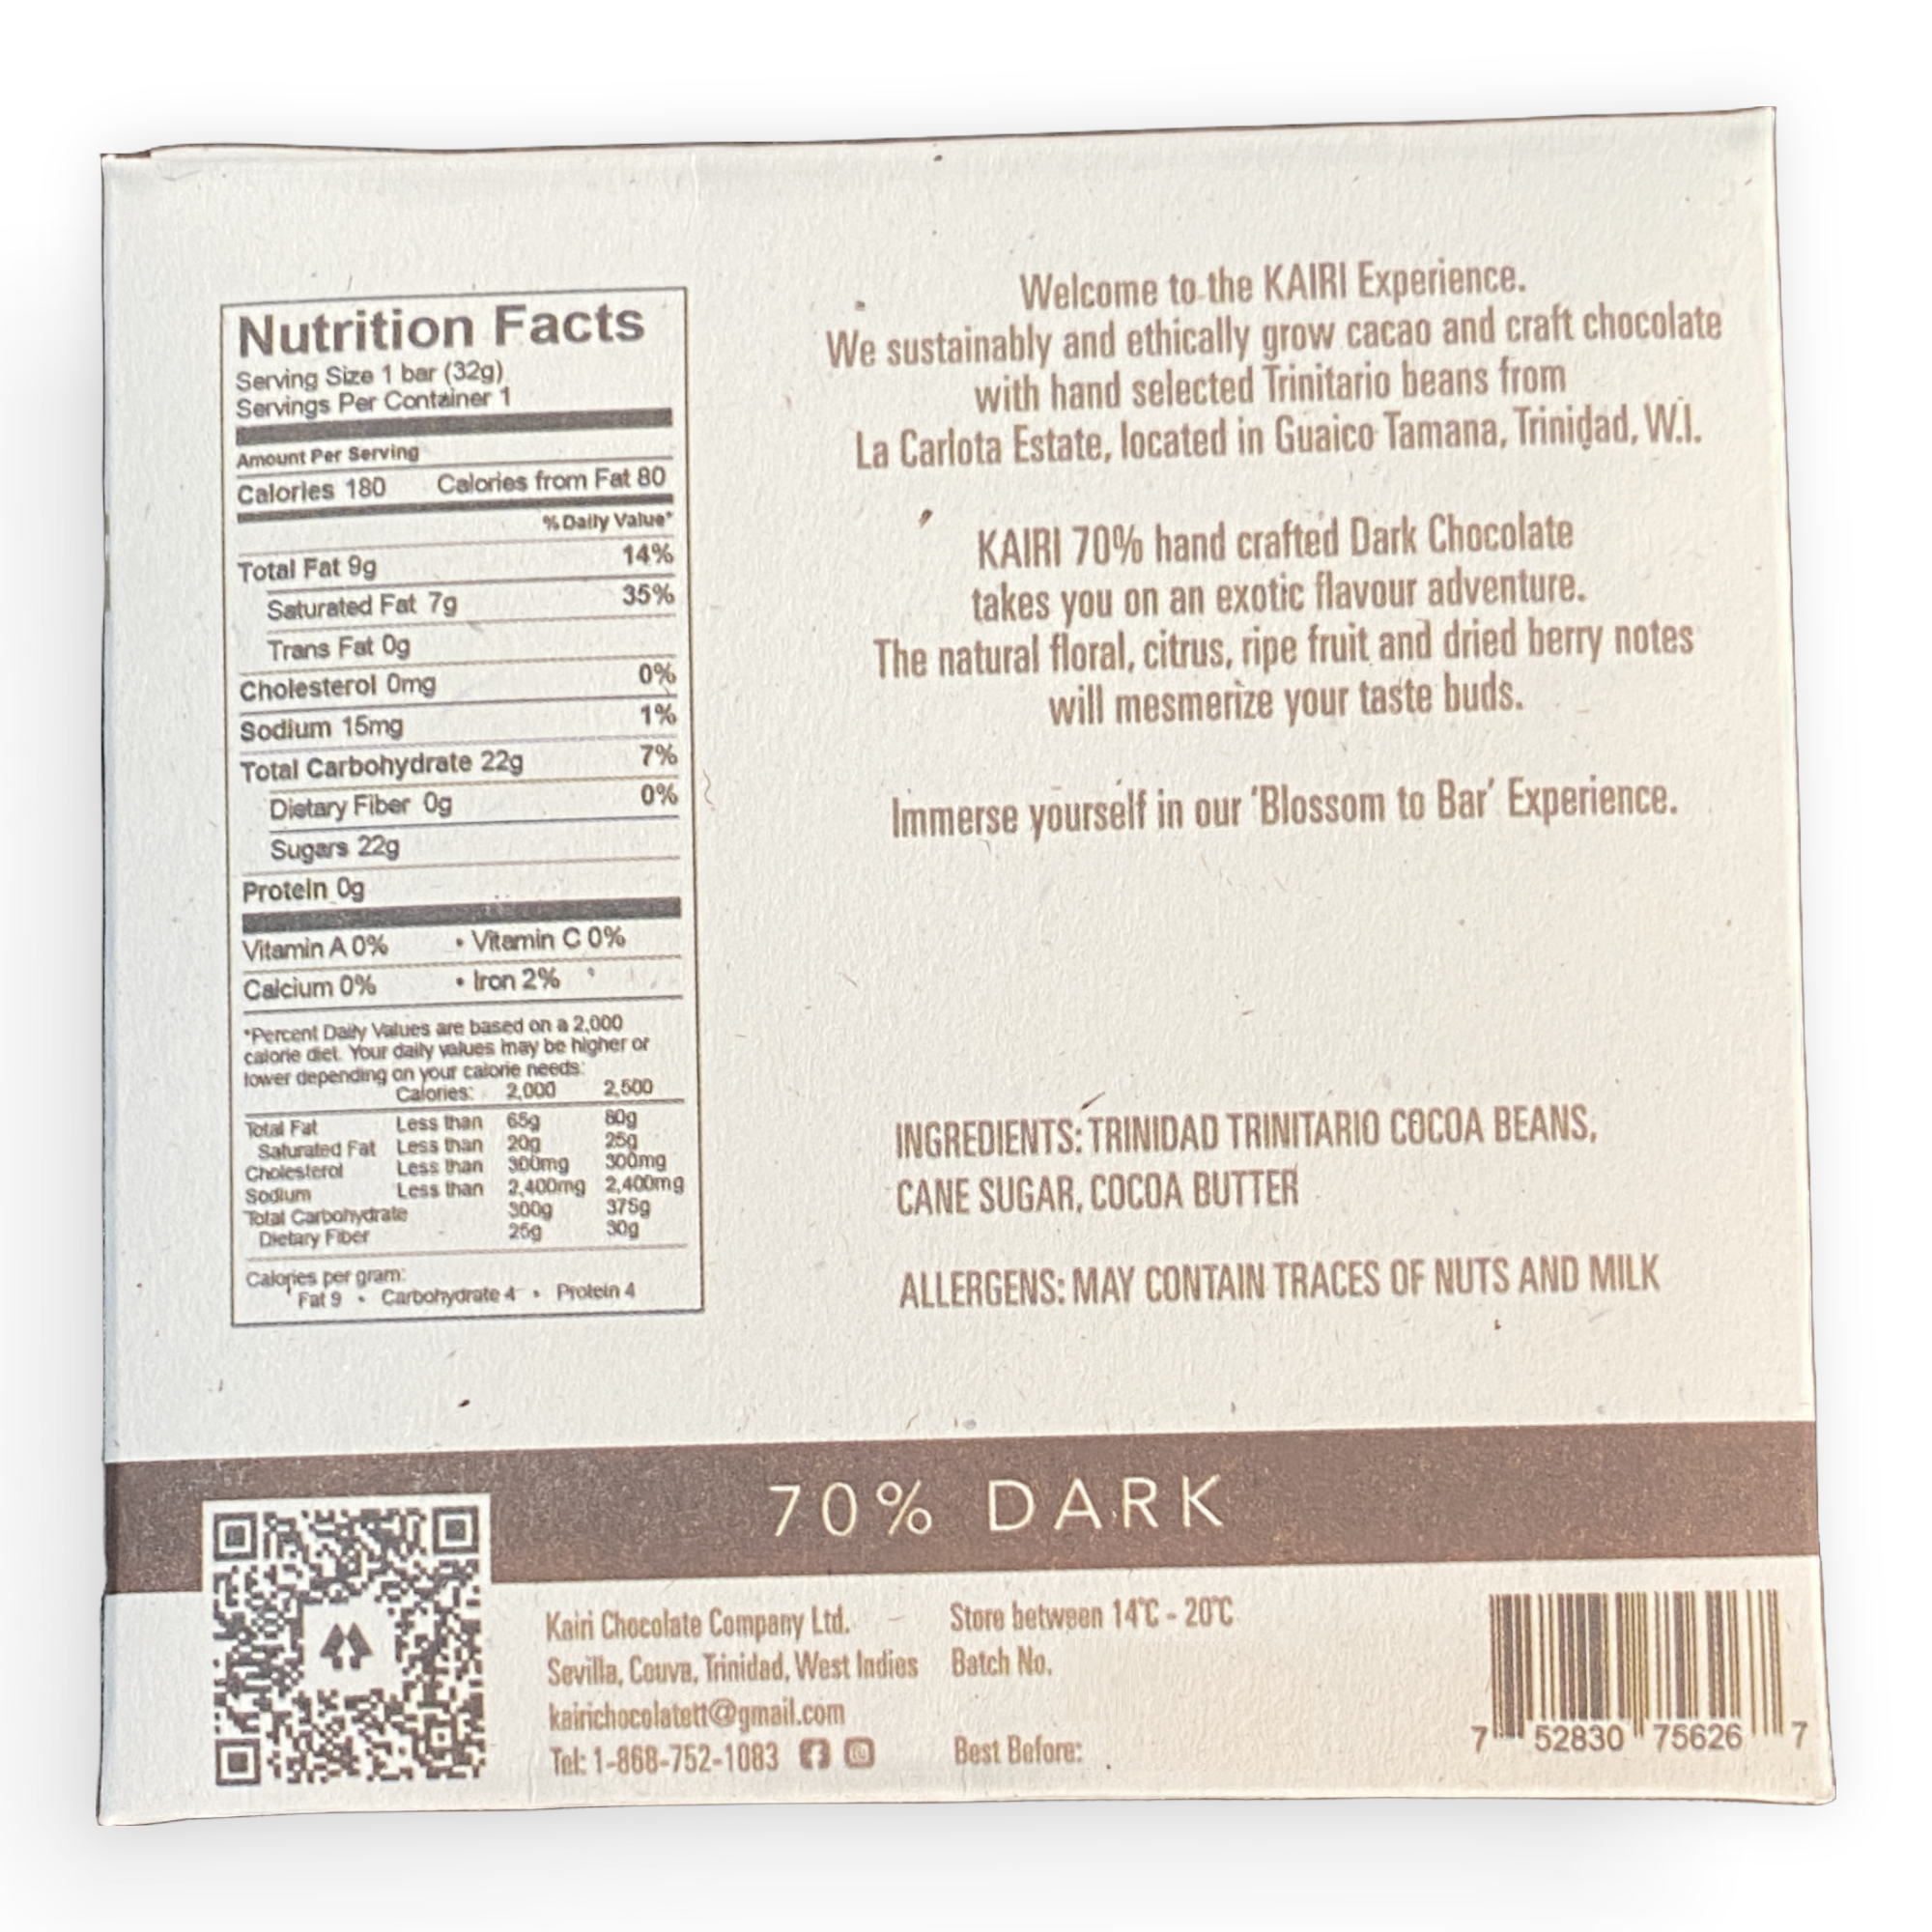 Nutrition Facts
Serving Size 1 bar (32g)
Servings Per Container 1
Amount Per Serving
Calories 180 Calories from Fat 80
% Daily Value*
Total Fat 9g 14%
Saturated Fat 7g 35%
Trans Fat 0g
Cholesterol 0mg 0%
Sodium 15mg 1%
Total Carbohydrate 22g 7%
Dietary Fiber 0g 0%
Sugars 22g
Protein 0g
Vitamin A 0% • Vitamin C 0%
Calcium 0% • Iron 2%
*Percent Daily Values are based on a 2,000
calorie diet. Your daily values may be higher or
lower depending on your calorie needs:
Calories: 2,000 2,500
Total Fat Less than 65g 80g
Saturated Fat Less than 20g 25g
Cholesterol Less than 300mg 300mg
Sodium Less than 2,400mg 2,400mg
Total Carbohydrate 300g 375g
Dietary Fiber 25g 30g
Calories per gram:
Fat 9 • Carbohydrate 4 • Protein 4
Welcome to the KAIRI Experience.
We sustainably and ethically grow cacao and craft chocolate
with hand selected Trinitario beans from
La Carlota Estate, located in Guaico Tamana, Trinidad, W.I.
KAIRI 70% hand crafted Dark Chocolate
takes you on an exotic flavour adventure.
The natural floral, citrus, ripe fruit and dried berry notes
will mesmerize your taste buds.
Immerse yourself in our 'Blossom to Bar' Experience.
INGREDIENTS: TRINIDAD TRINITARIO COCOA BEANS,
CANE SUGAR, COCOA BUTTER
ALLERGENS: MAY CONTAIN TRACES OF NUTS AND MILK
70% DARK
Kairi Chocolate Company Ltd.
Sevilla, Couva, Trinidad, West Indies
kairichocolatett@gmail.com
Tel: 1-868-752-1083
Store between 14°C - 20°C
Batch No.
Best Before:
7 52830 75626 7